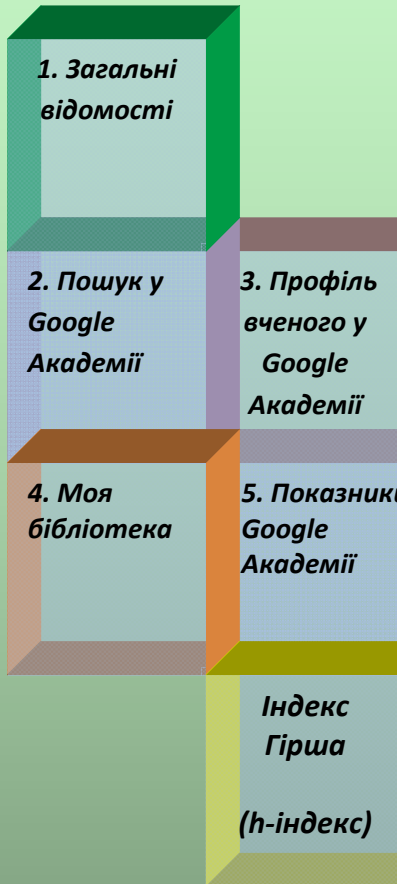 1. Загальні
відомості
2. Пошук у
Google
Академії
3. Профіль
вченого у
Google
Академії
4. Моя
бібліотека
5. Показники
Google
Академії
Індекс
Гірша
(h-індекс)